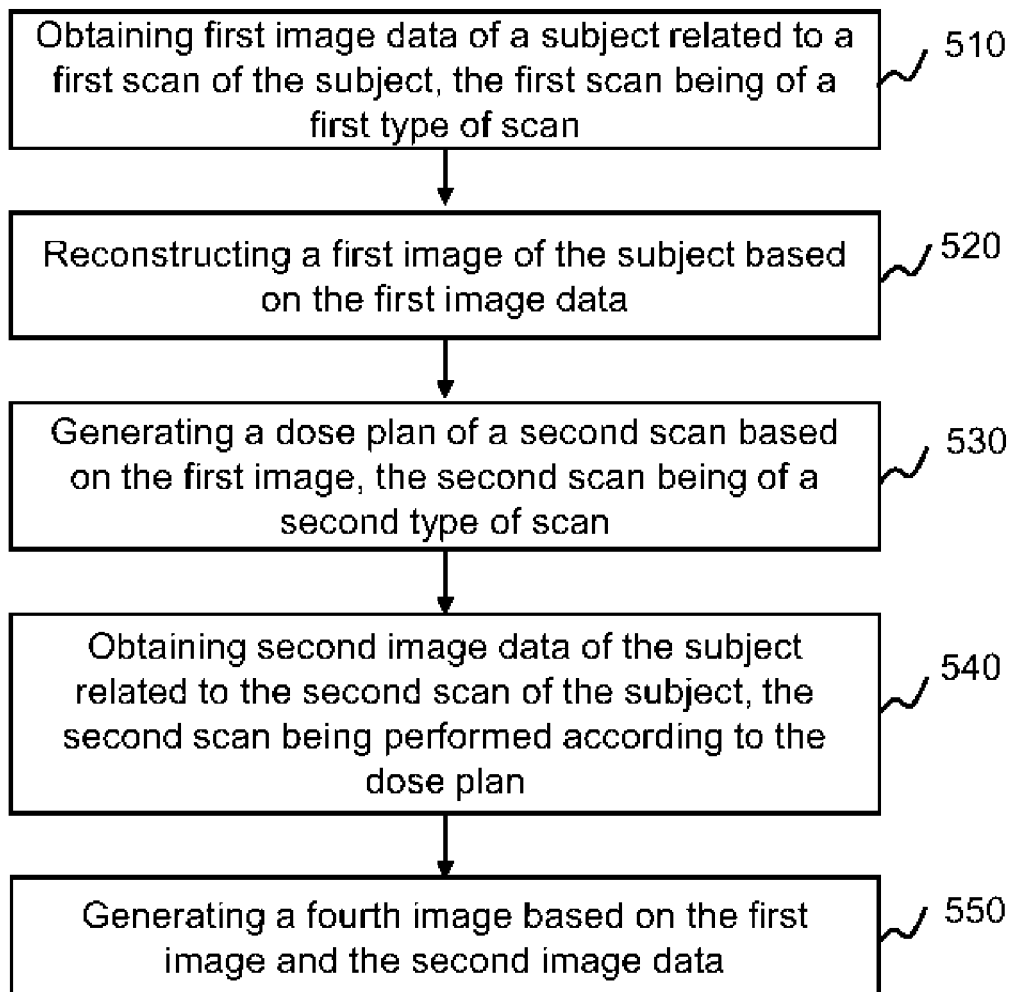 Obtaining first image data of a subject related to a
first scan of the subject, the first scan being of a
first type of scan
510
Reconstructing a first image of the subject based
on the first image data
520
Generating a dose plan of a second scan based
on the first image, the second scan being of a
second type of scan
530
Obtaining second image data of the subject
related to the second scan of the subject, the
second scan being performed according to the
dose plan
540
Generating a fourth image based on the first
image and the second image data
550